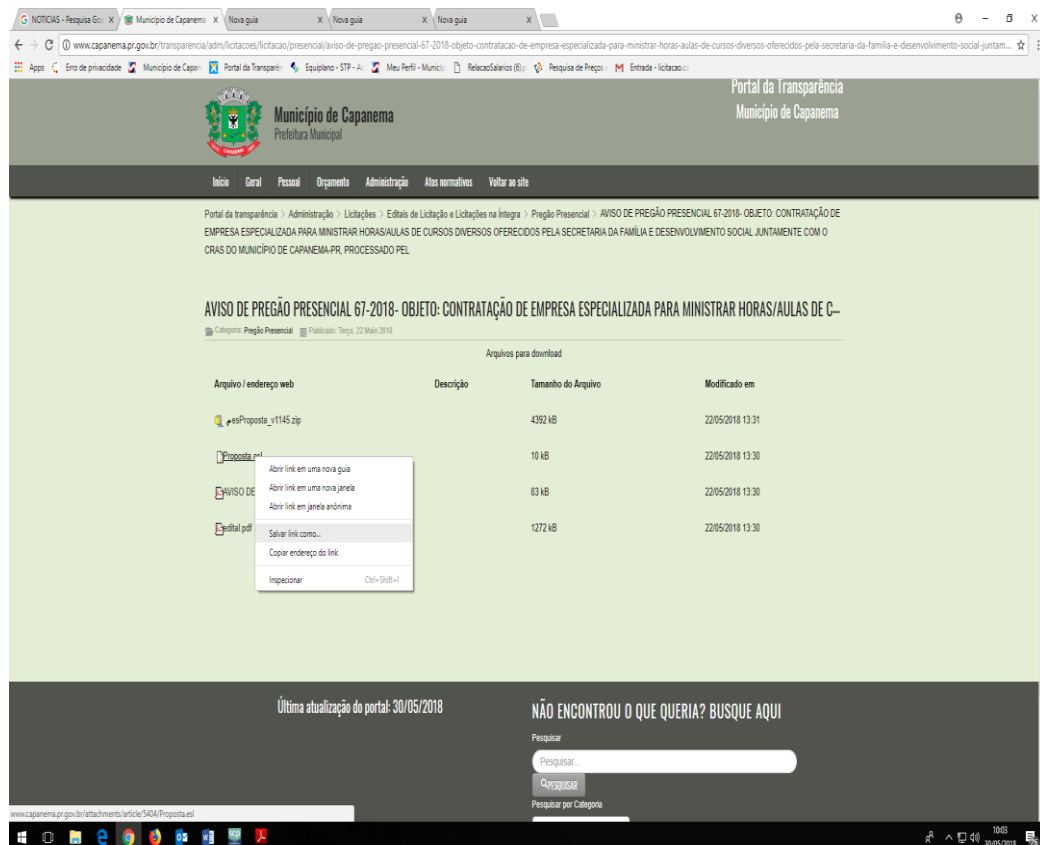 NOTICIAS - Pesquisa Goo X
Município de Capanema X
Nova guia X
Nova guia X
Nova guia X
www.capanema.pr.gov.br/transparencia/adm/licitacoes/licitacao/presencial/aviso-de-pregao-presencial-67-2018-objeto-contratacao-de-empresa-especializada-para-ministrar-horas-aulas-de-cursos-diversos-oferecidos-pela-secretaria-da-familia-e-desenvolvimento-social-juntam...
Apps Erro de privacidade Município de Capan Portal da Transparên Equiplano - STP - Ac Meu Perfil - Municíp RelacaoSalarios (6).p Pesquisa de Preços e Entrada - licitacao.ca
Portal da Transparência
Município de Capanema
Município de Capanema
Prefeitura Municipal
CAPANEMA
Início Geral Pessoal Orçamento Administração Atos normativos Voltar ao site
Portal da transparência > Administração > Licitações > Editais de Licitação e Licitações na Íntegra > Pregão Presencial > AVISO DE PREGÃO PRESENCIAL 67-2018- OBJETO: CONTRATAÇÃO DE
EMPRESA ESPECIALIZADA PARA MINISTRAR HORAS/AULAS DE CURSOS DIVERSOS OFERECIDOS PELA SECRETARIA DA FAMÍLIA E DESENVOLVIMENTO SOCIAL JUNTAMENTE COM O
CRAS DO MUNICÍPIO DE CAPANEMA-PR, PROCESSADO PEL
AVISO DE PREGÃO PRESENCIAL 67-2018- OBJETO: CONTRATAÇÃO DE EMPRESA ESPECIALIZADA PARA MINISTRAR HORAS/AULAS DE C...
Categoria: Pregão Presencial Publicado: Terça, 22 Maio 2018
Arquivos para download
Arquivo / endereço web Descrição Tamanho do Arquivo Modificado em
esProposta_v1145.zip 4392 kB 22/05/2018 13:31
Proposta.esl 10 kB 22/05/2018 13:30
AVISO DE 83 kB 22/05/2018 13:30
edital.pdf 1272 kB 22/05/2018 13:30
Abrir link em uma nova guia
Abrir link em uma nova janela
Abrir link em janela anônima
Salvar link como...
Copiar endereço do link
Inspecionar Ctrl+Shift+I
Última atualização do portal: 30/05/2018
NÃO ENCONTROU O QUE QUERIA? BUSQUE AQUI
Pesquisar
Pesquisar...
PESQUISAR
Pesquisar por Categoria
www.capanema.pr.gov.br/attachments/article/5404/Proposta.esl
10:03
30/05/2018